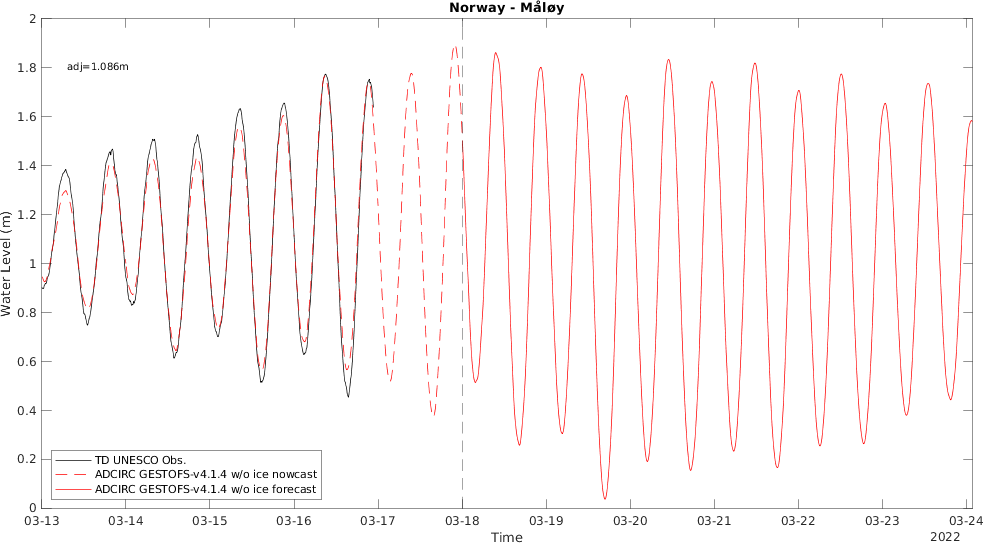 Norway - Måløy
adj=1.086m
Water Level (m)
2
1.8
1.6
1.4
1.2
1
0.8
0.6
0.4
0.2
0
TD UNESCO Obs.
ADCIRC GESTOFS-v4.1.4 w/o ice nowcast
ADCIRC GESTOFS-v4.1.4 w/o ice forecast
03-13 03-14 03-15 03-16 03-17 03-18 03-19 03-20 03-21 03-22 03-23 03-24
Time
2022